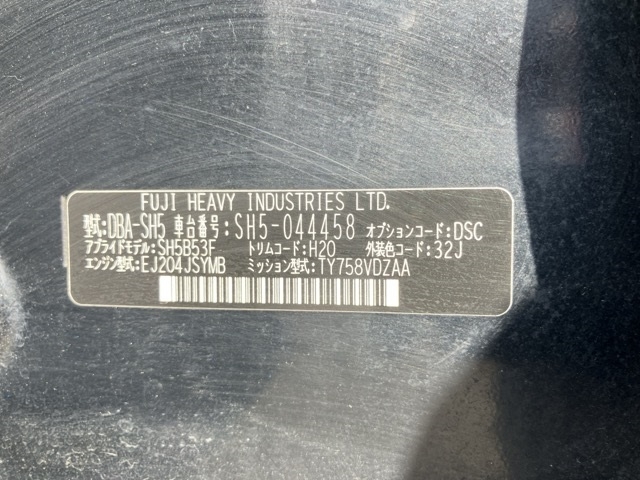 FUJI HEAVY INDUSTRIES LTD.
型式:DBA-SH5 車台番号:SH5-044458 オプションコード:DSC
アプライドモデル:SH5B53F トリムコード:H20 外装色コード:32J
エンジン型式:EJ204JSYMB ミッション型式:TY758VDZAA